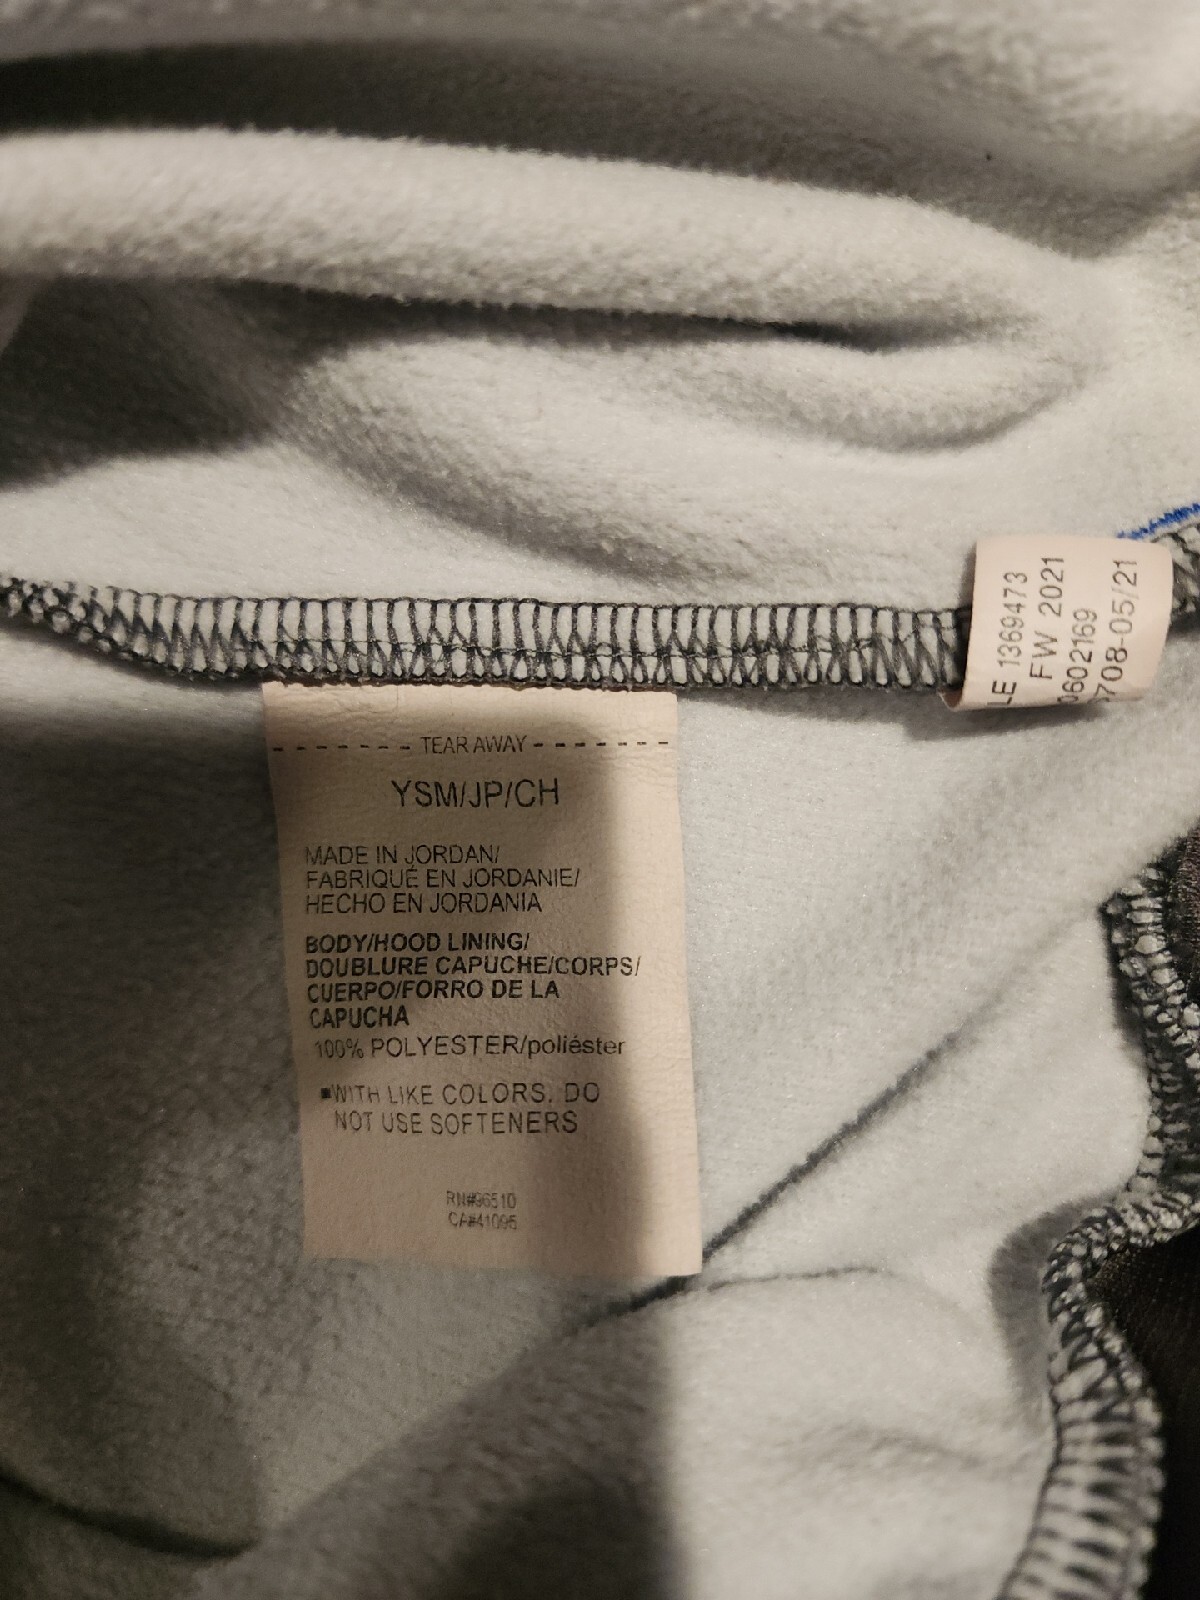 TEAR AWAY
YSM/JP/CH
MADE IN JORDAN/
FABRIQUÉ EN JORDANIE/
HECHO EN JORDANIA
BODY/HOOD LINING/
DOUBLURE CAPUCHE/CORPS/
CUERPO/FORRO DE LA
CAPUCHA
100% POLYESTER/poliéster
▪WITH LIKE COLORS. DO
NOT USE SOFTENERS
RN#96510
CA#41095
LE 1369473
FW 2021
0602169
708-05/21